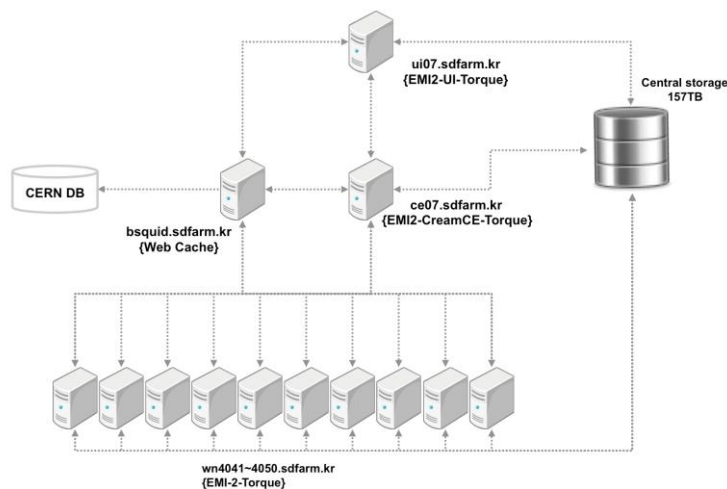 ui07.sdfarm.kr
{EMI2-UI-Torque}
Central storage
157TB
CERN DB
bsquid.sdfarm.kr
{Web Cache}
ce07.sdfarm.kr
{EMI2-CreamCE-Torque}
wn4041~4050.sdfarm.kr
{EMI-2-Torque}